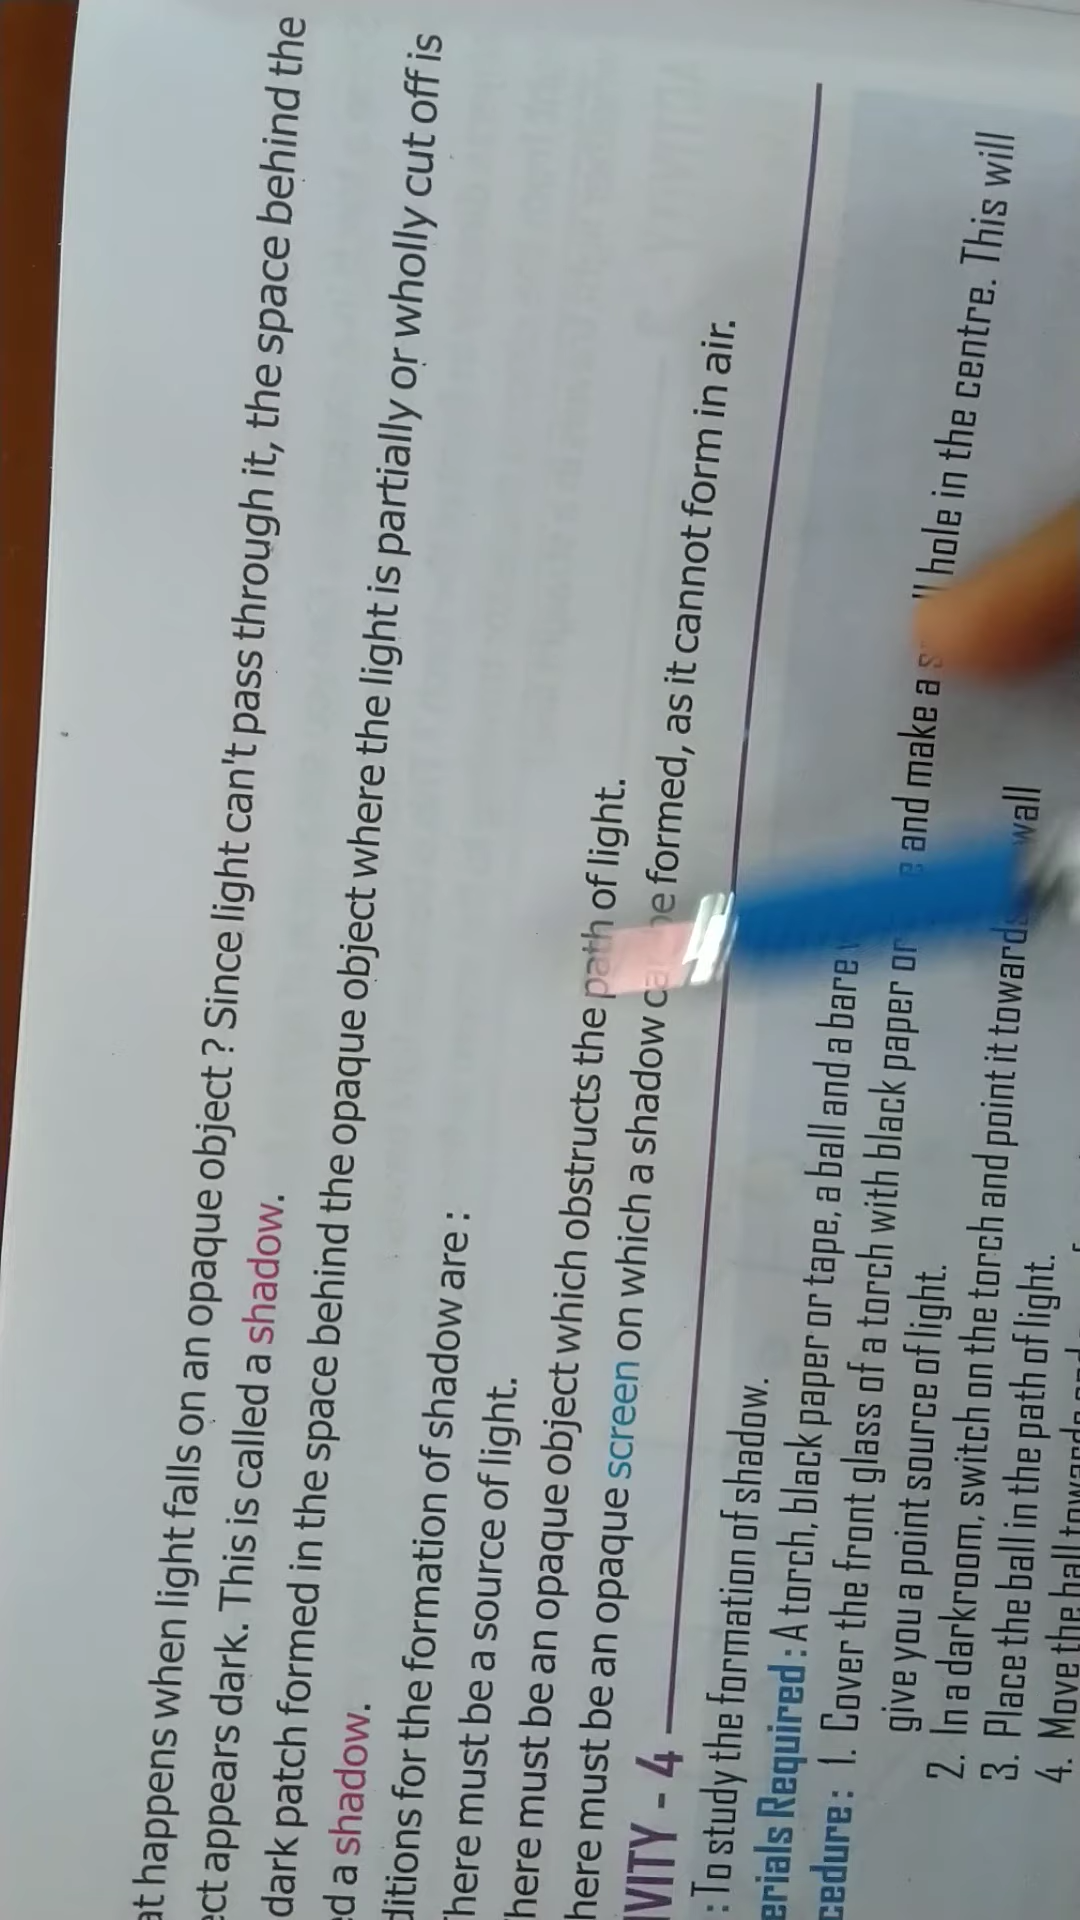 at happens when light falls on an opaque object ? Since light can't pass through it, the space behind the
ect appears dark. This is called a shadow.
dark patch formed in the space behind the opaque object where the light is partially or wholly cut off is
ed a shadow.
ditions for the formation of shadow are :
here must be a source of light.
here must be an opaque object which obstructs the path of light.
here must be an opaque screen on which a shadow ca be formed, as it cannot form in air.
VITY - 4
: To study the formation of shadow.
erials Required : A torch, black paper or tape, a ball and a bare
cedure : 1. Cover the front glass of a torch with black paper or and make a hole in the centre. This will
give you a point source of light.
2. In a darkroom, switch on the torch and point it towards wall
3. Place the ball in the path of light.
4. Move the ball towards and